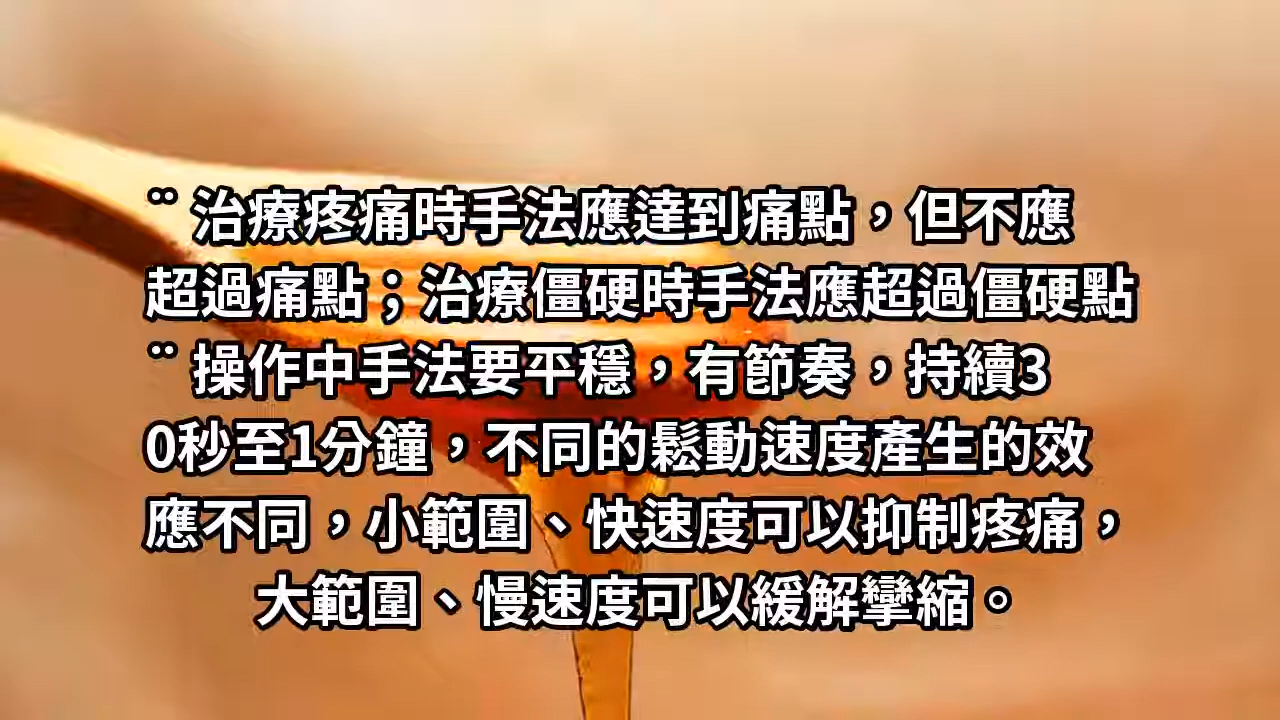 ¨ 治療疼痛時手法應達到痛點，但不應
超過痛點；治療僵硬時手法應超過僵硬點
¨ 操作中手法要平穩，有節奏，持續3
0秒至1分鐘，不同的鬆動速度產生的效
應不同，小範圍、快速度可以抑制疼痛，
大範圍、慢速度可以緩解攣縮。